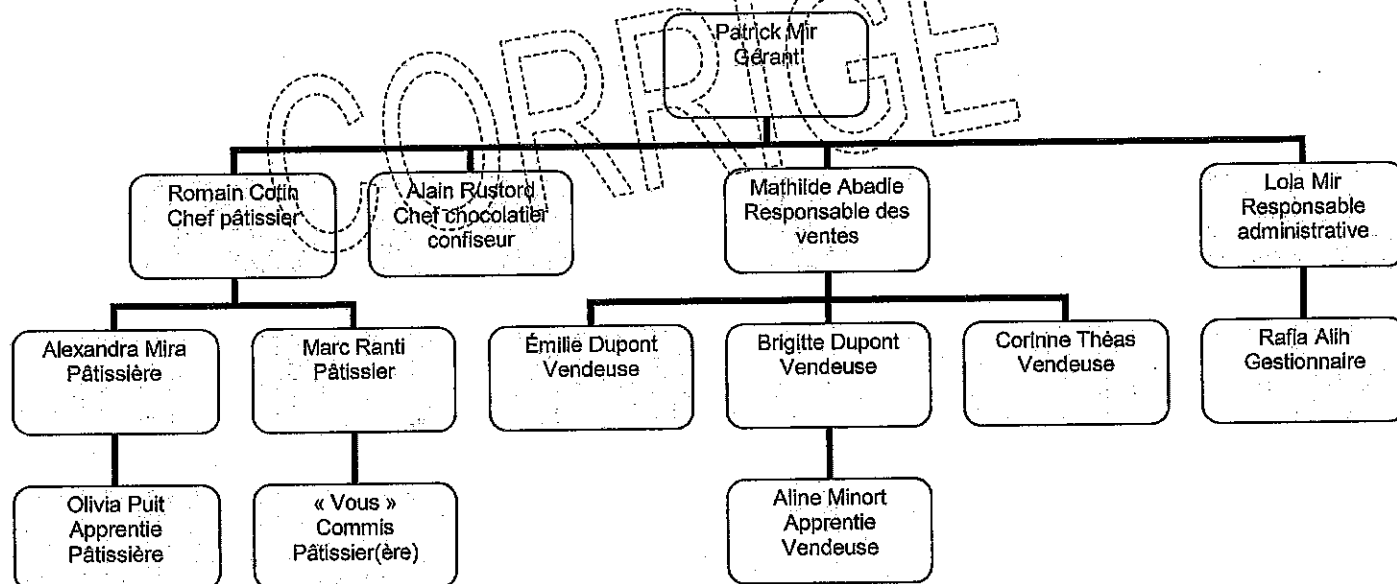 CORRIGÉ
Patrick Mir
Gérant
Romain Cotin
Chef pâtissier
Alain Rustord
Chef chocolatier
confiseur
Mathilde Abadie
Responsable des
ventes
Lola Mir
Responsable
administrative
Alexandra Mira
Pâtissière
Marc Ranti
Pâtissier
Émilie Dupont
Vendeuse
Brigitte Dupont
Vendeuse
Corinne Théas
Vendeuse
Rafia Alih
Gestionnaire
Olivia Puit
Apprentie
Pâtissière
« Vous »
Commis
Pâtissier(ère)
Aline Minort
Apprentie
Vendeuse